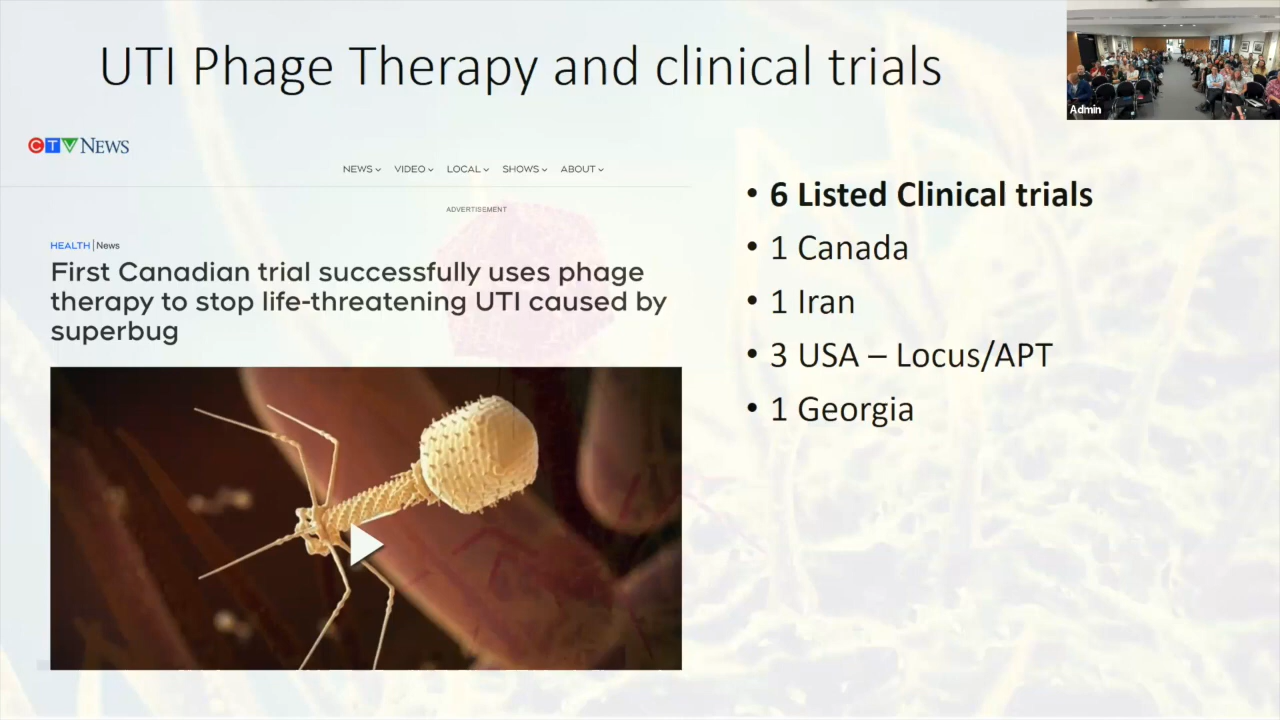 UTI Phage Therapy and clinical trials
Admin
CTV NEWS
NEWS VIDEO LOCAL SHOWS ABOUT
ADVERTISEMENT
HEALTH | News
First Canadian trial successfully uses phage
therapy to stop life-threatening UTI caused by
superbug
• 6 Listed Clinical trials
• 1 Canada
• 1 Iran
• 3 USA – Locus/APT
• 1 Georgia